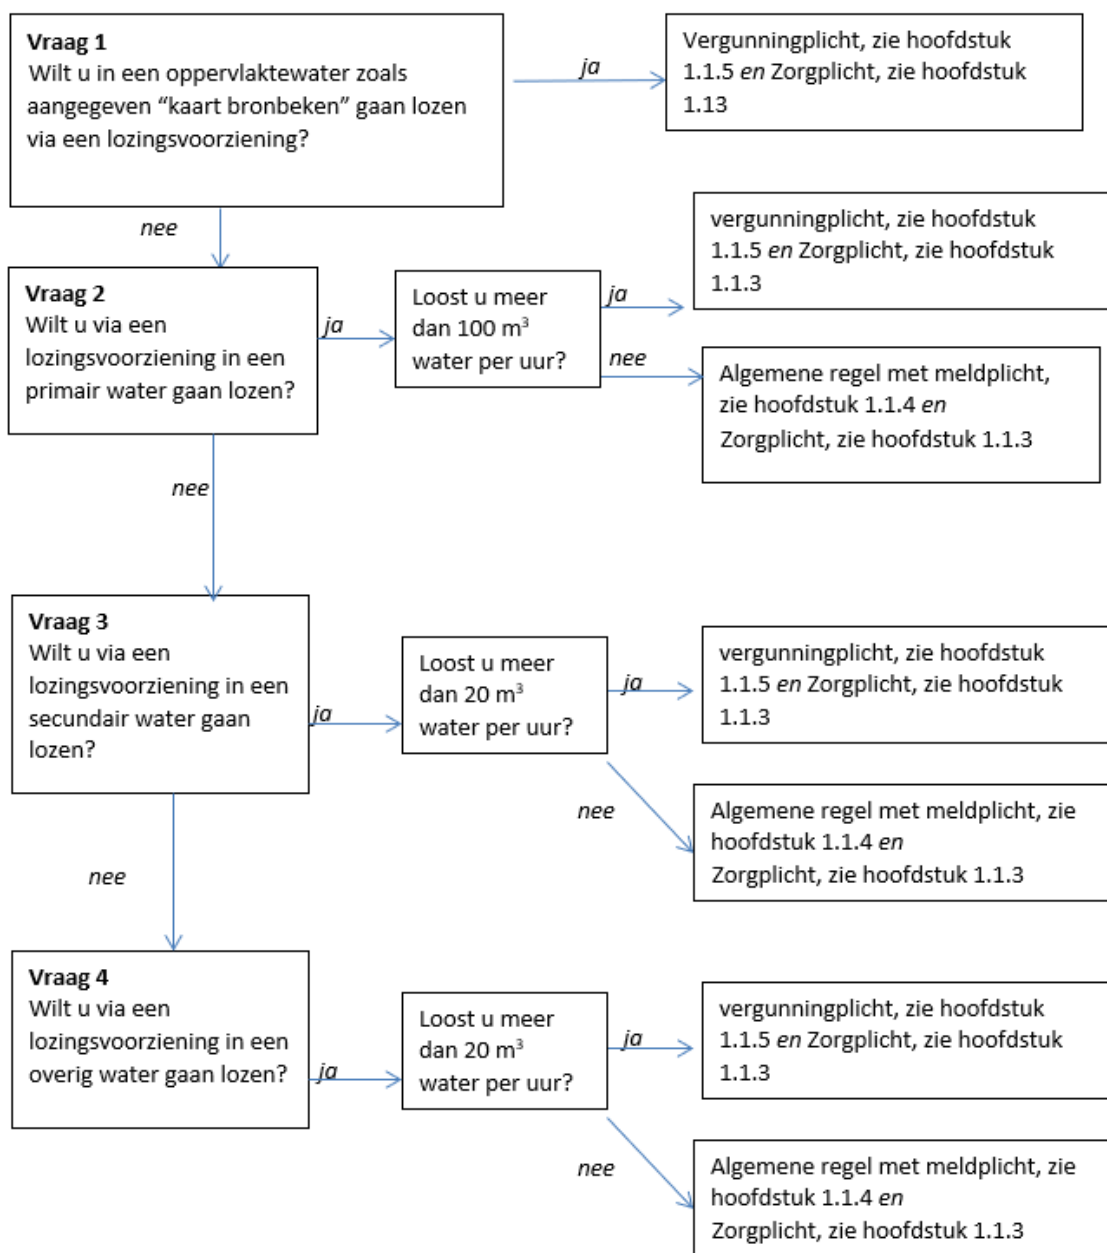 Vraag 1
Wilt u in een oppervlaktewater zoals
aangegeven “kaart bronbeken” gaan lozen
via een lozingsvoorziening?
ja
Vergunningplicht, zie hoofdstuk
1.1.5 en Zorgplicht, zie hoofdstuk
1.13
nee
Vraag 2
Wilt u via een
lozingsvoorziening in een
primair water gaan lozen?
ja
Loost u meer
dan 100 m³
water per uur?
ja
vergunningplicht, zie hoofdstuk
1.1.5 en Zorgplicht, zie hoofdstuk
1.1.3
nee
Algemene regel met meldplicht,
zie hoofdstuk 1.1.4 en
Zorgplicht, zie hoofdstuk 1.1.3
nee
Vraag 3
Wilt u via een
lozingsvoorziening in een
secundair water gaan
lozen?
ja
Loost u meer
dan 20 m³
water per uur?
ja
vergunningplicht, zie hoofdstuk
1.1.5 en Zorgplicht, zie hoofdstuk
1.1.3
nee
Algemene regel met meldplicht, zie
hoofdstuk 1.1.4 en
Zorgplicht, zie hoofdstuk 1.1.3
nee
Vraag 4
Wilt u via een
lozingsvoorziening in een
overig water gaan lozen?
ja
Loost u meer
dan 20 m³
water per uur?
ja
vergunningplicht, zie hoofdstuk
1.1.5 en Zorgplicht, zie hoofdstuk
1.1.3
nee
Algemene regel met meldplicht, zie
hoofdstuk 1.1.4 en
Zorgplicht, zie hoofdstuk 1.1.3